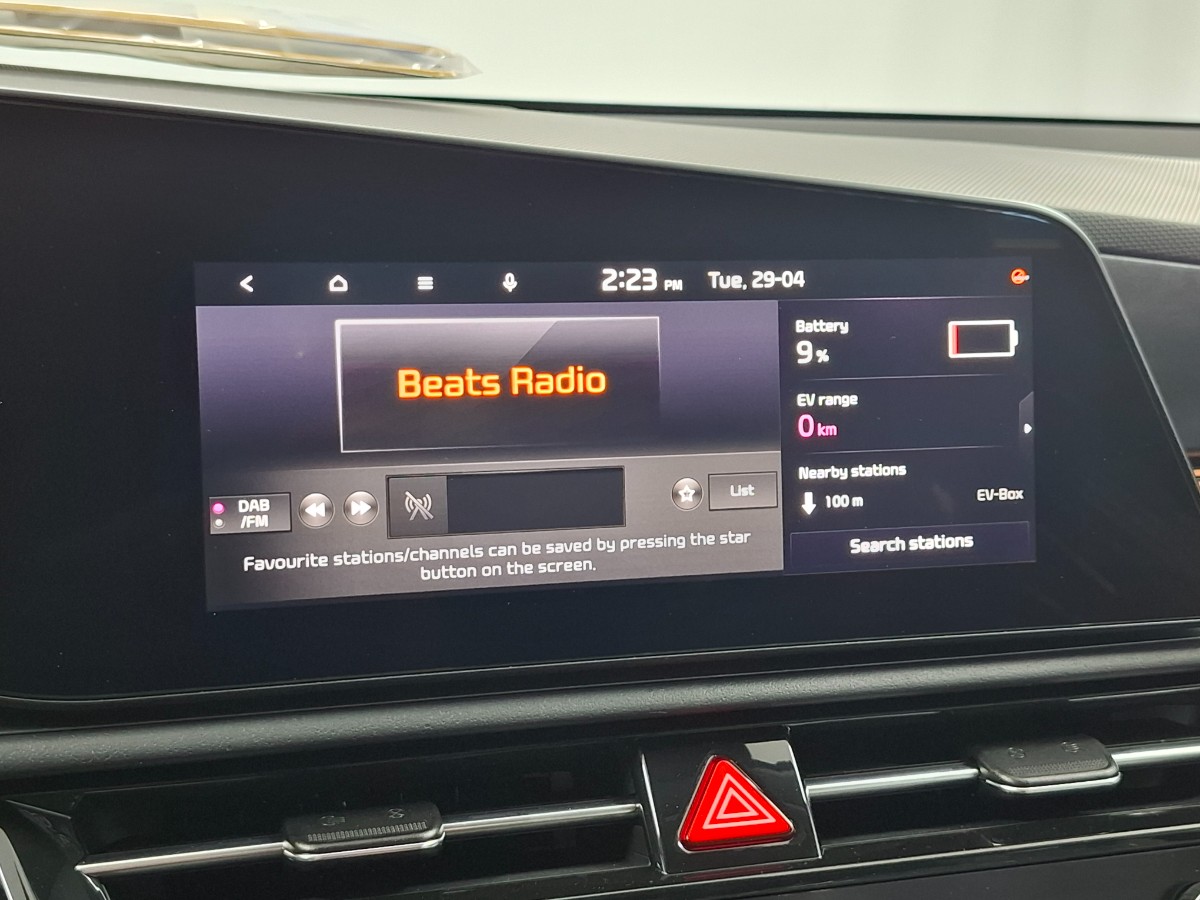 2:23 PM Tue, 29-04
Beats Radio
DAB
/FM
List
Favourite stations/channels can be saved by pressing the star
button on the screen.
Battery
9 %
EV range
0 km
Nearby stations
100 m EV-Box
Search stations